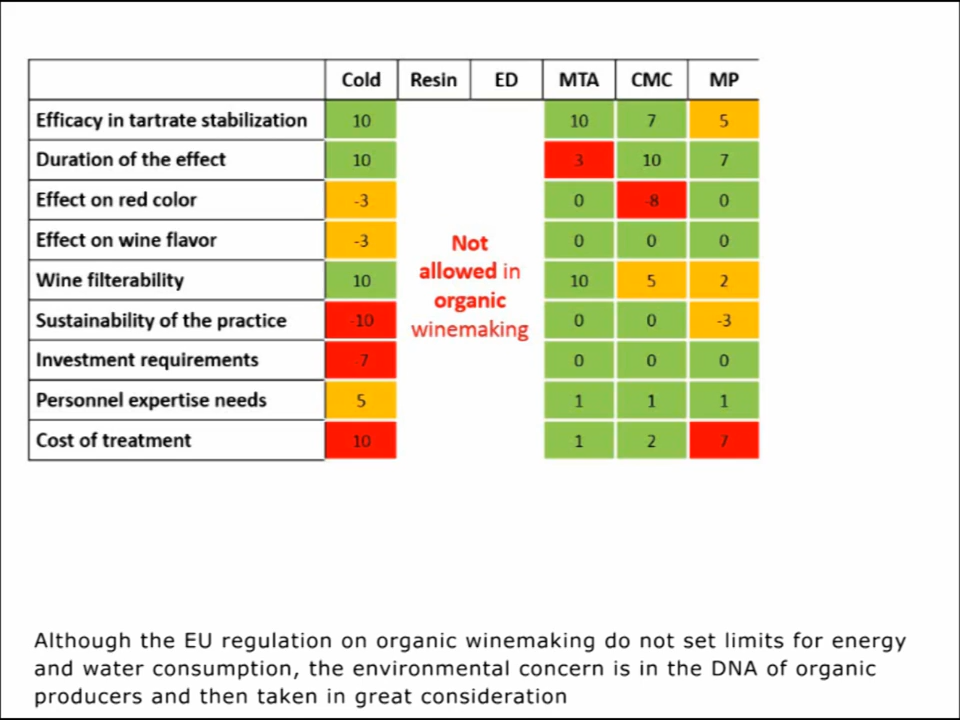 Cold Resin ED MTA CMC MP
Efficacy in tartrate stabilization 10 10 7 5
Duration of the effect 10 3 10 7
Effect on red color -3 0 -8 0
Effect on wine flavor -3 0 0 0
Not
allowed in
organic
winemaking
Wine filterability 10 10 5 2
Sustainability of the practice -10 0 0 -3
Investment requirements -7 0 0 0
Personnel expertise needs 5 1 1 1
Cost of treatment 10 1 2 7
Although the EU regulation on organic winemaking do not set limits for energy
and water consumption, the environmental concern is in the DNA of organic
producers and then taken in great consideration